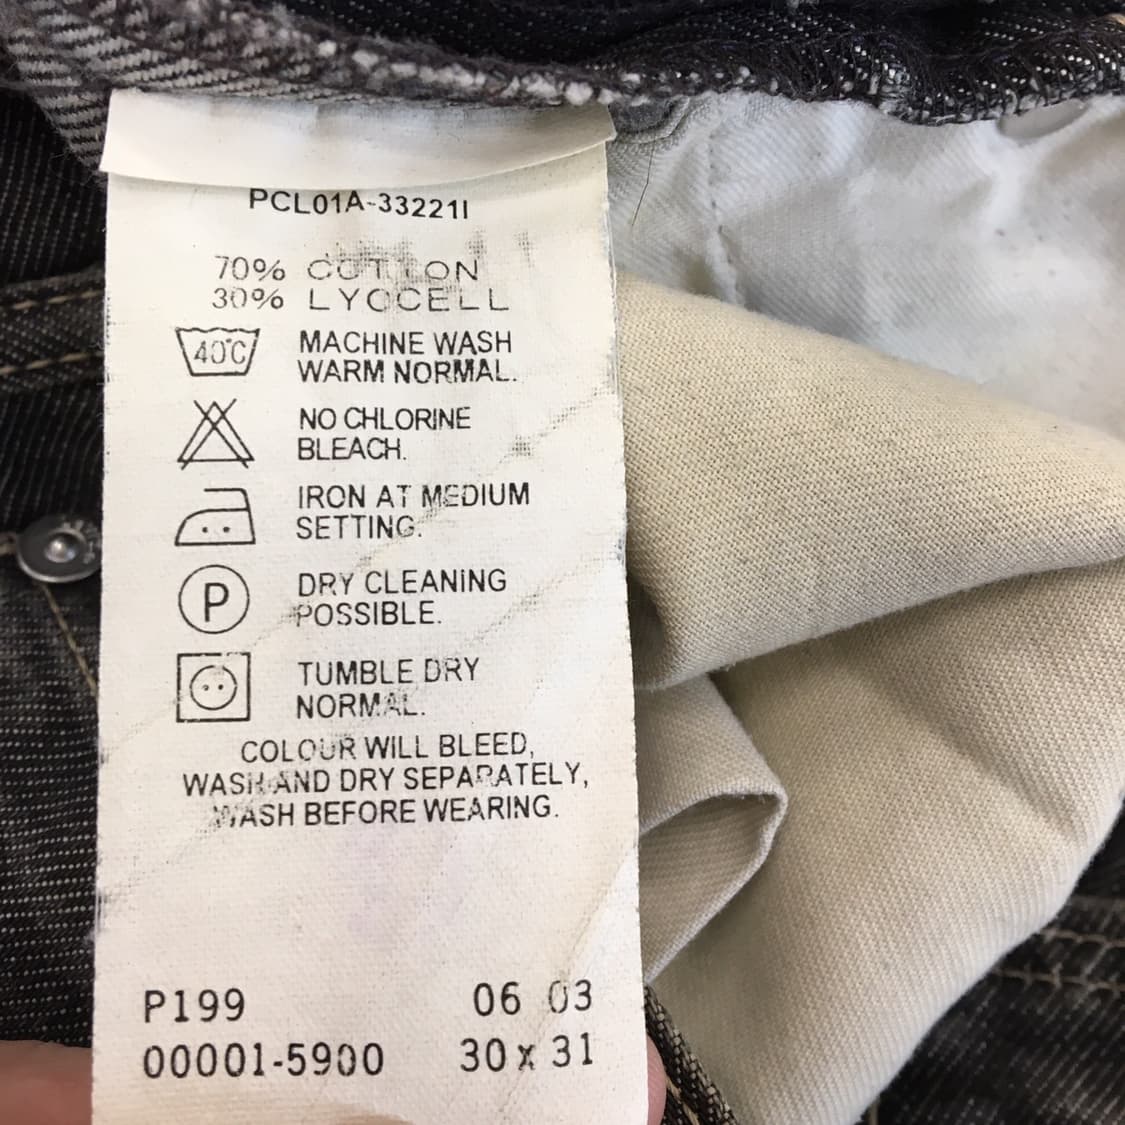 PCL01A-33221I
70% COTTON
30% LYOCELL
40°C MACHINE WASH
WARM NORMAL.
NO CHLORINE
BLEACH.
IRON AT MEDIUM
SETTING.
P DRY CLEANING
POSSIBLE.
TUMBLE DRY
NORMAL.
COLOUR WILL BLEED,
WASH AND DRY SEPARATELY,
WASH BEFORE WEARING.
P199 06 03
00001-5900 30 x 31